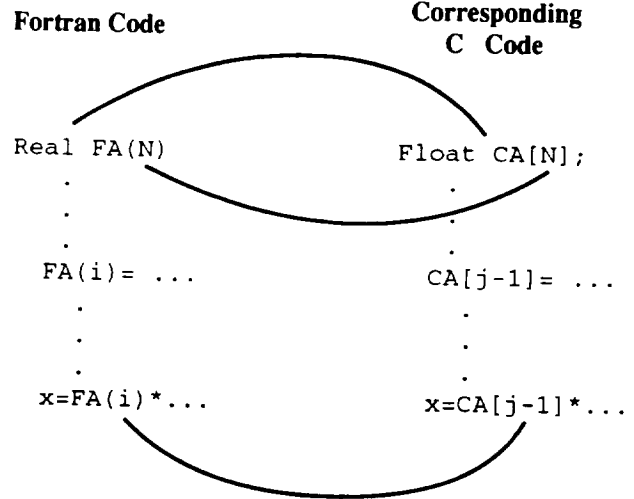 Fortran Code
Corresponding
C Code
Real FA(N)
Float CA[N];
FA(i)= ...
CA[j-1]= ...
x=FA(i)*...
x=CA[j-1]*...